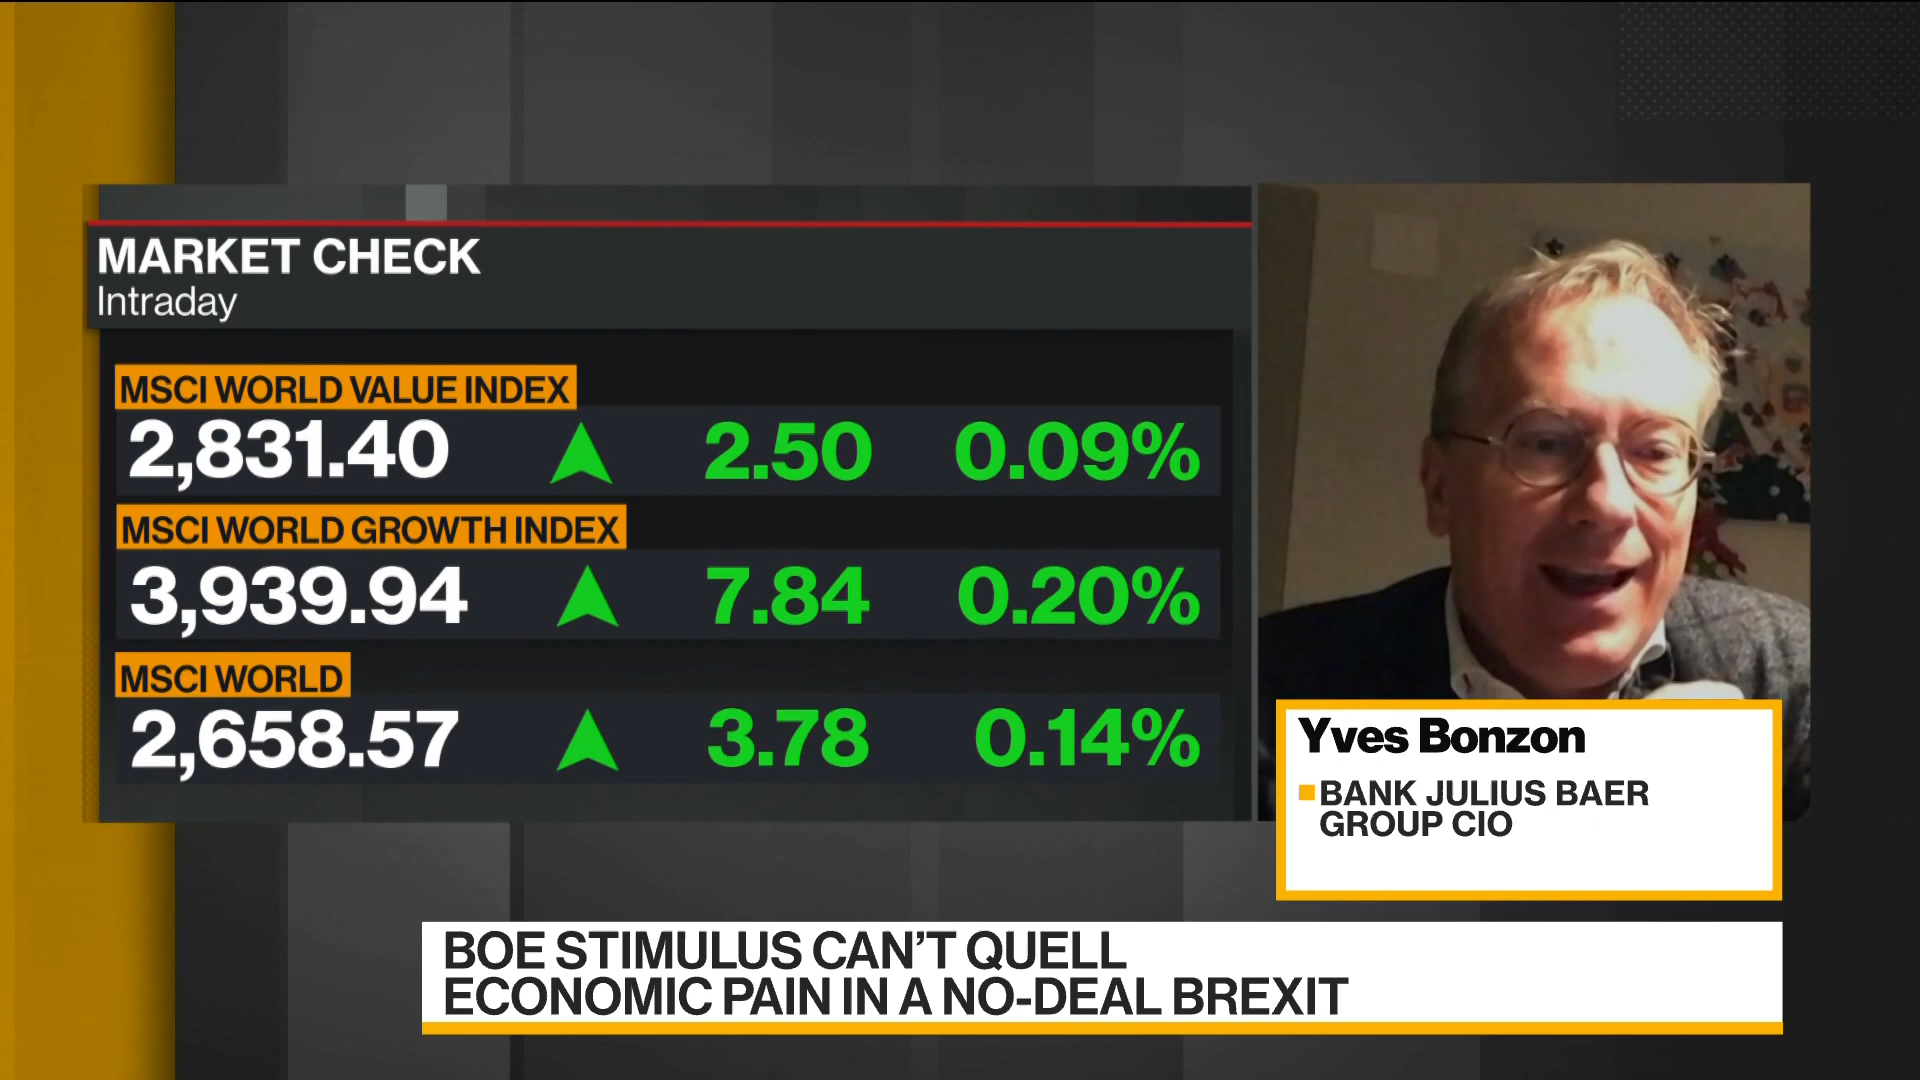 MARKET CHECK
Intraday
MSCI WORLD VALUE INDEX
2,831.40 ▲ 2.50 0.09%
MSCI WORLD GROWTH INDEX
3,939.94 ▲ 7.84 0.20%
MSCI WORLD
2,658.57 ▲ 3.78 0.14%
Yves Bonzon
BANK JULIUS BAER
GROUP CIO
BOE STIMULUS CAN'T QUELL
ECONOMIC PAIN IN A NO-DEAL BREXIT